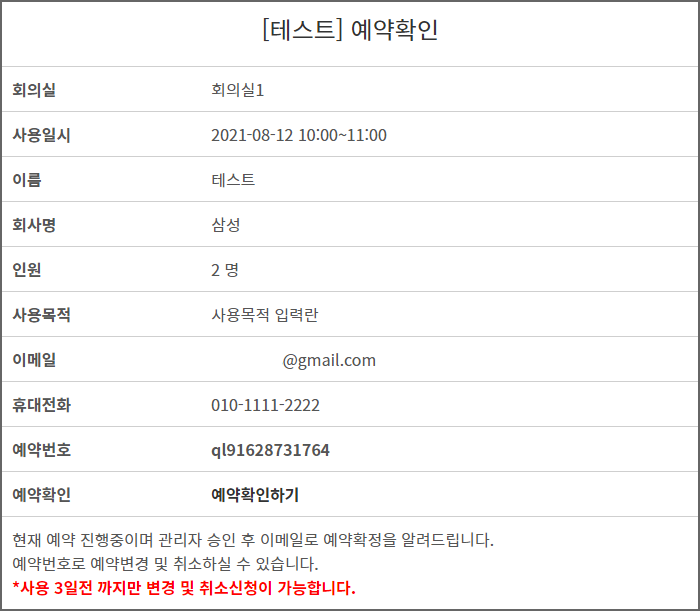 [테스트] 예약확인
회의실 회의실1
사용일시 2021-08-12 10:00~11:00
이름 테스트
회사명 삼성
인원 2 명
사용목적 사용목적 입력란
이메일 @gmail.com
휴대전화 010-1111-2222
예약번호 ql91628731764
예약확인 예약확인하기
현재 예약 진행중이며 관리자 승인 후 이메일로 예약확정을 알려드립니다.
예약번호로 예약변경 및 취소하실 수 있습니다.
*사용 3일전 까지만 변경 및 취소신청이 가능합니다.